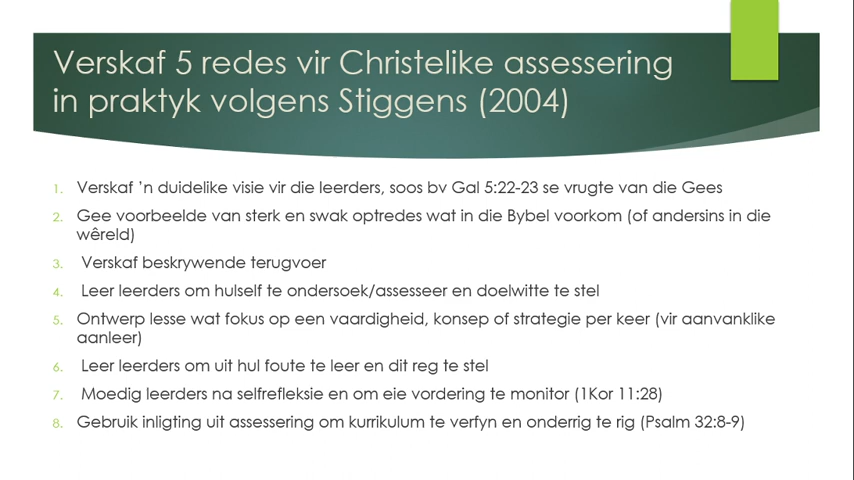 Verskaf 5 redes vir Christelike assessering
in praktyk volgens Stiggens (2004)
1. Verskaf 'n duidelike visie vir die leerders, soos bv Gal 5:22-23 se vrugte van die Gees
2. Gee voorbeelde van sterk en swak optredes wat in die Bybel voorkom (of andersins in die
wêreld)
3. Verskaf beskrywende terugvoer
4. Leer leerders om hulself te ondersoek/assesseer en doelwitte te stel
5. Ontwerp lesse wat fokus op een vaardigheid, konsep of strategie per keer (vir aanvanklike
aanleer)
6. Leer leerders om uit hul foute te leer en dit reg te stel
7. Moedig leerders na selfrefleksie en om eie vordering te monitor (1Kor 11:28)
8. Gebruik inligting uit assessering om kurrikulum te verfyn en onderrig te rig (Psalm 32:8-9)